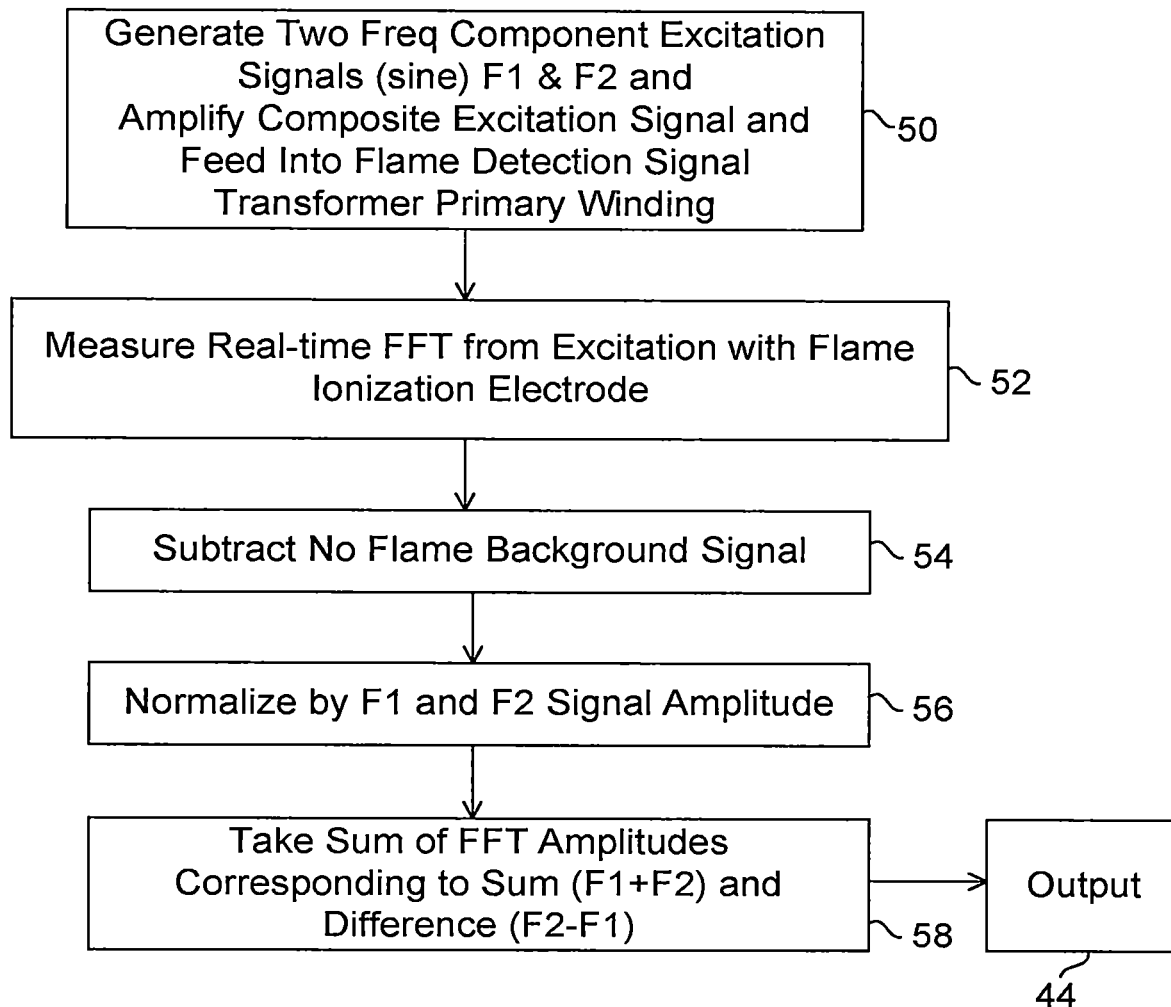 Generate Two Freq Component Excitation
Signals (sine) F1 & F2 and
Amplify Composite Excitation Signal and
Feed Into Flame Detection Signal
Transformer Primary Winding
50
Measure Real-time FFT from Excitation with Flame
Ionization Electrode
52
Subtract No Flame Background Signal
54
Normalize by F1 and F2 Signal Amplitude
56
Take Sum of FFT Amplitudes
Corresponding to Sum (F1+F2) and
Difference (F2-F1)
58
Output
44